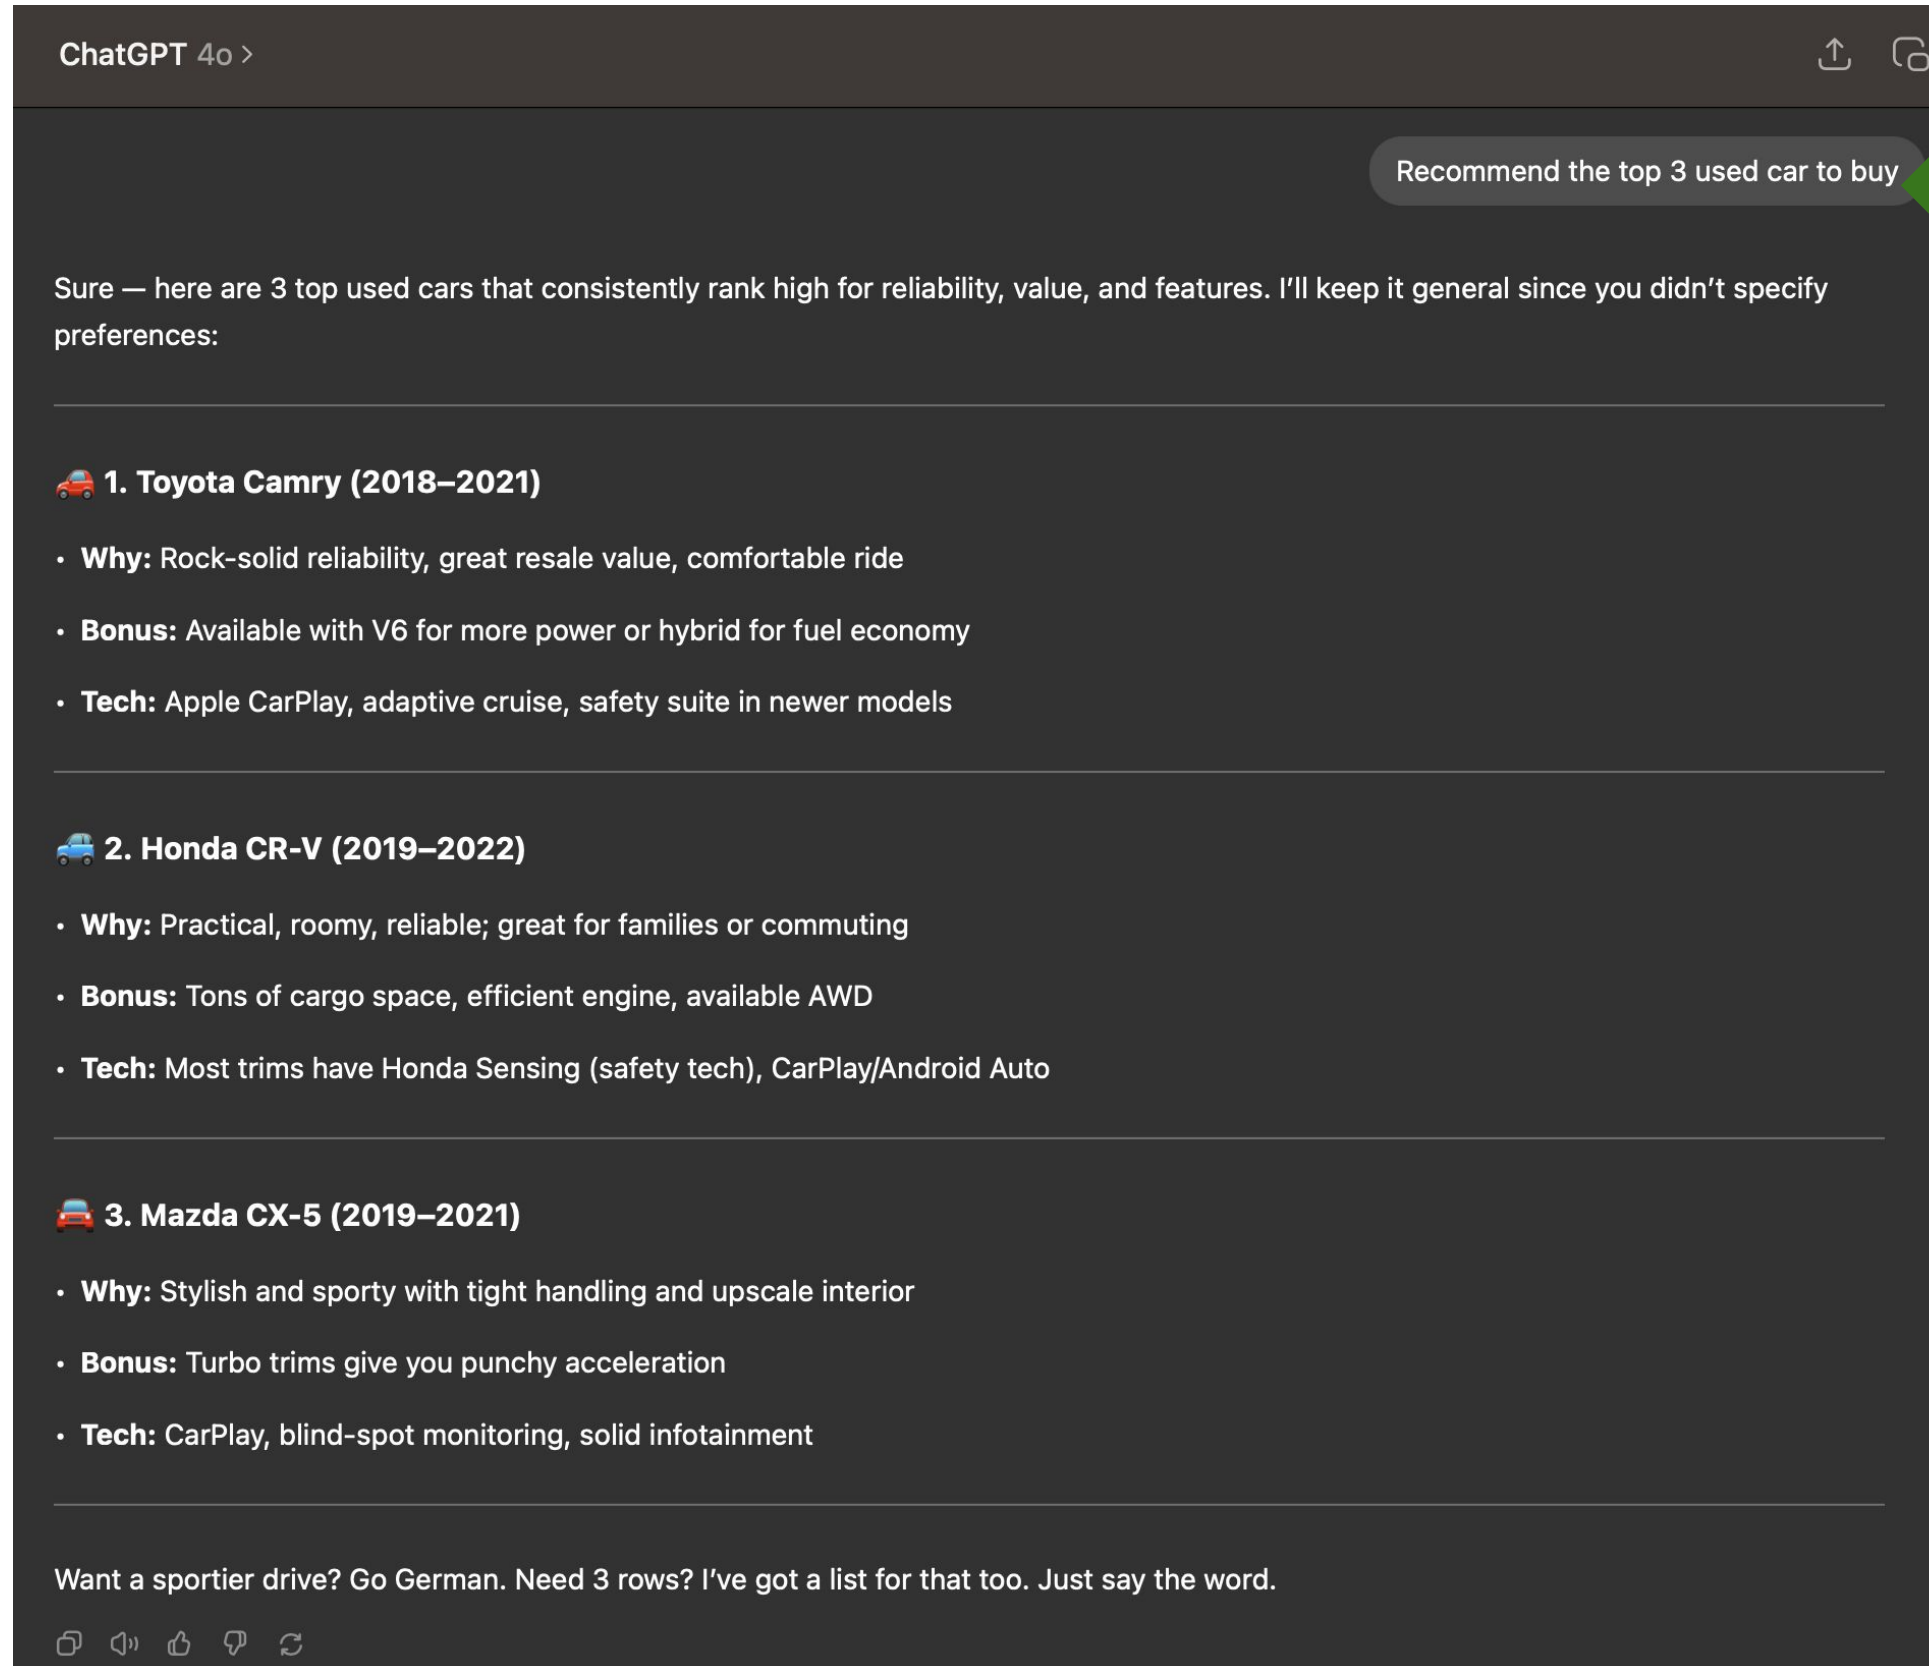 ChatGPT 4o >
Recommend the top 3 used car to buy
Sure — here are 3 top used cars that consistently rank high for reliability, value, and features. I’ll keep it general since you didn’t specify
preferences:
🚗 1. Toyota Camry (2018–2021)
• Why: Rock-solid reliability, great resale value, comfortable ride
• Bonus: Available with V6 for more power or hybrid for fuel economy
• Tech: Apple CarPlay, adaptive cruise, safety suite in newer models
🚙 2. Honda CR-V (2019–2022)
• Why: Practical, roomy, reliable; great for families or commuting
• Bonus: Tons of cargo space, efficient engine, available AWD
• Tech: Most trims have Honda Sensing (safety tech), CarPlay/Android Auto
🚘 3. Mazda CX-5 (2019–2021)
• Why: Stylish and sporty with tight handling and upscale interior
• Bonus: Turbo trims give you punchy acceleration
• Tech: CarPlay, blind-spot monitoring, solid infotainment
Want a sportier drive? Go German. Need 3 rows? I’ve got a list for that too. Just say the word.